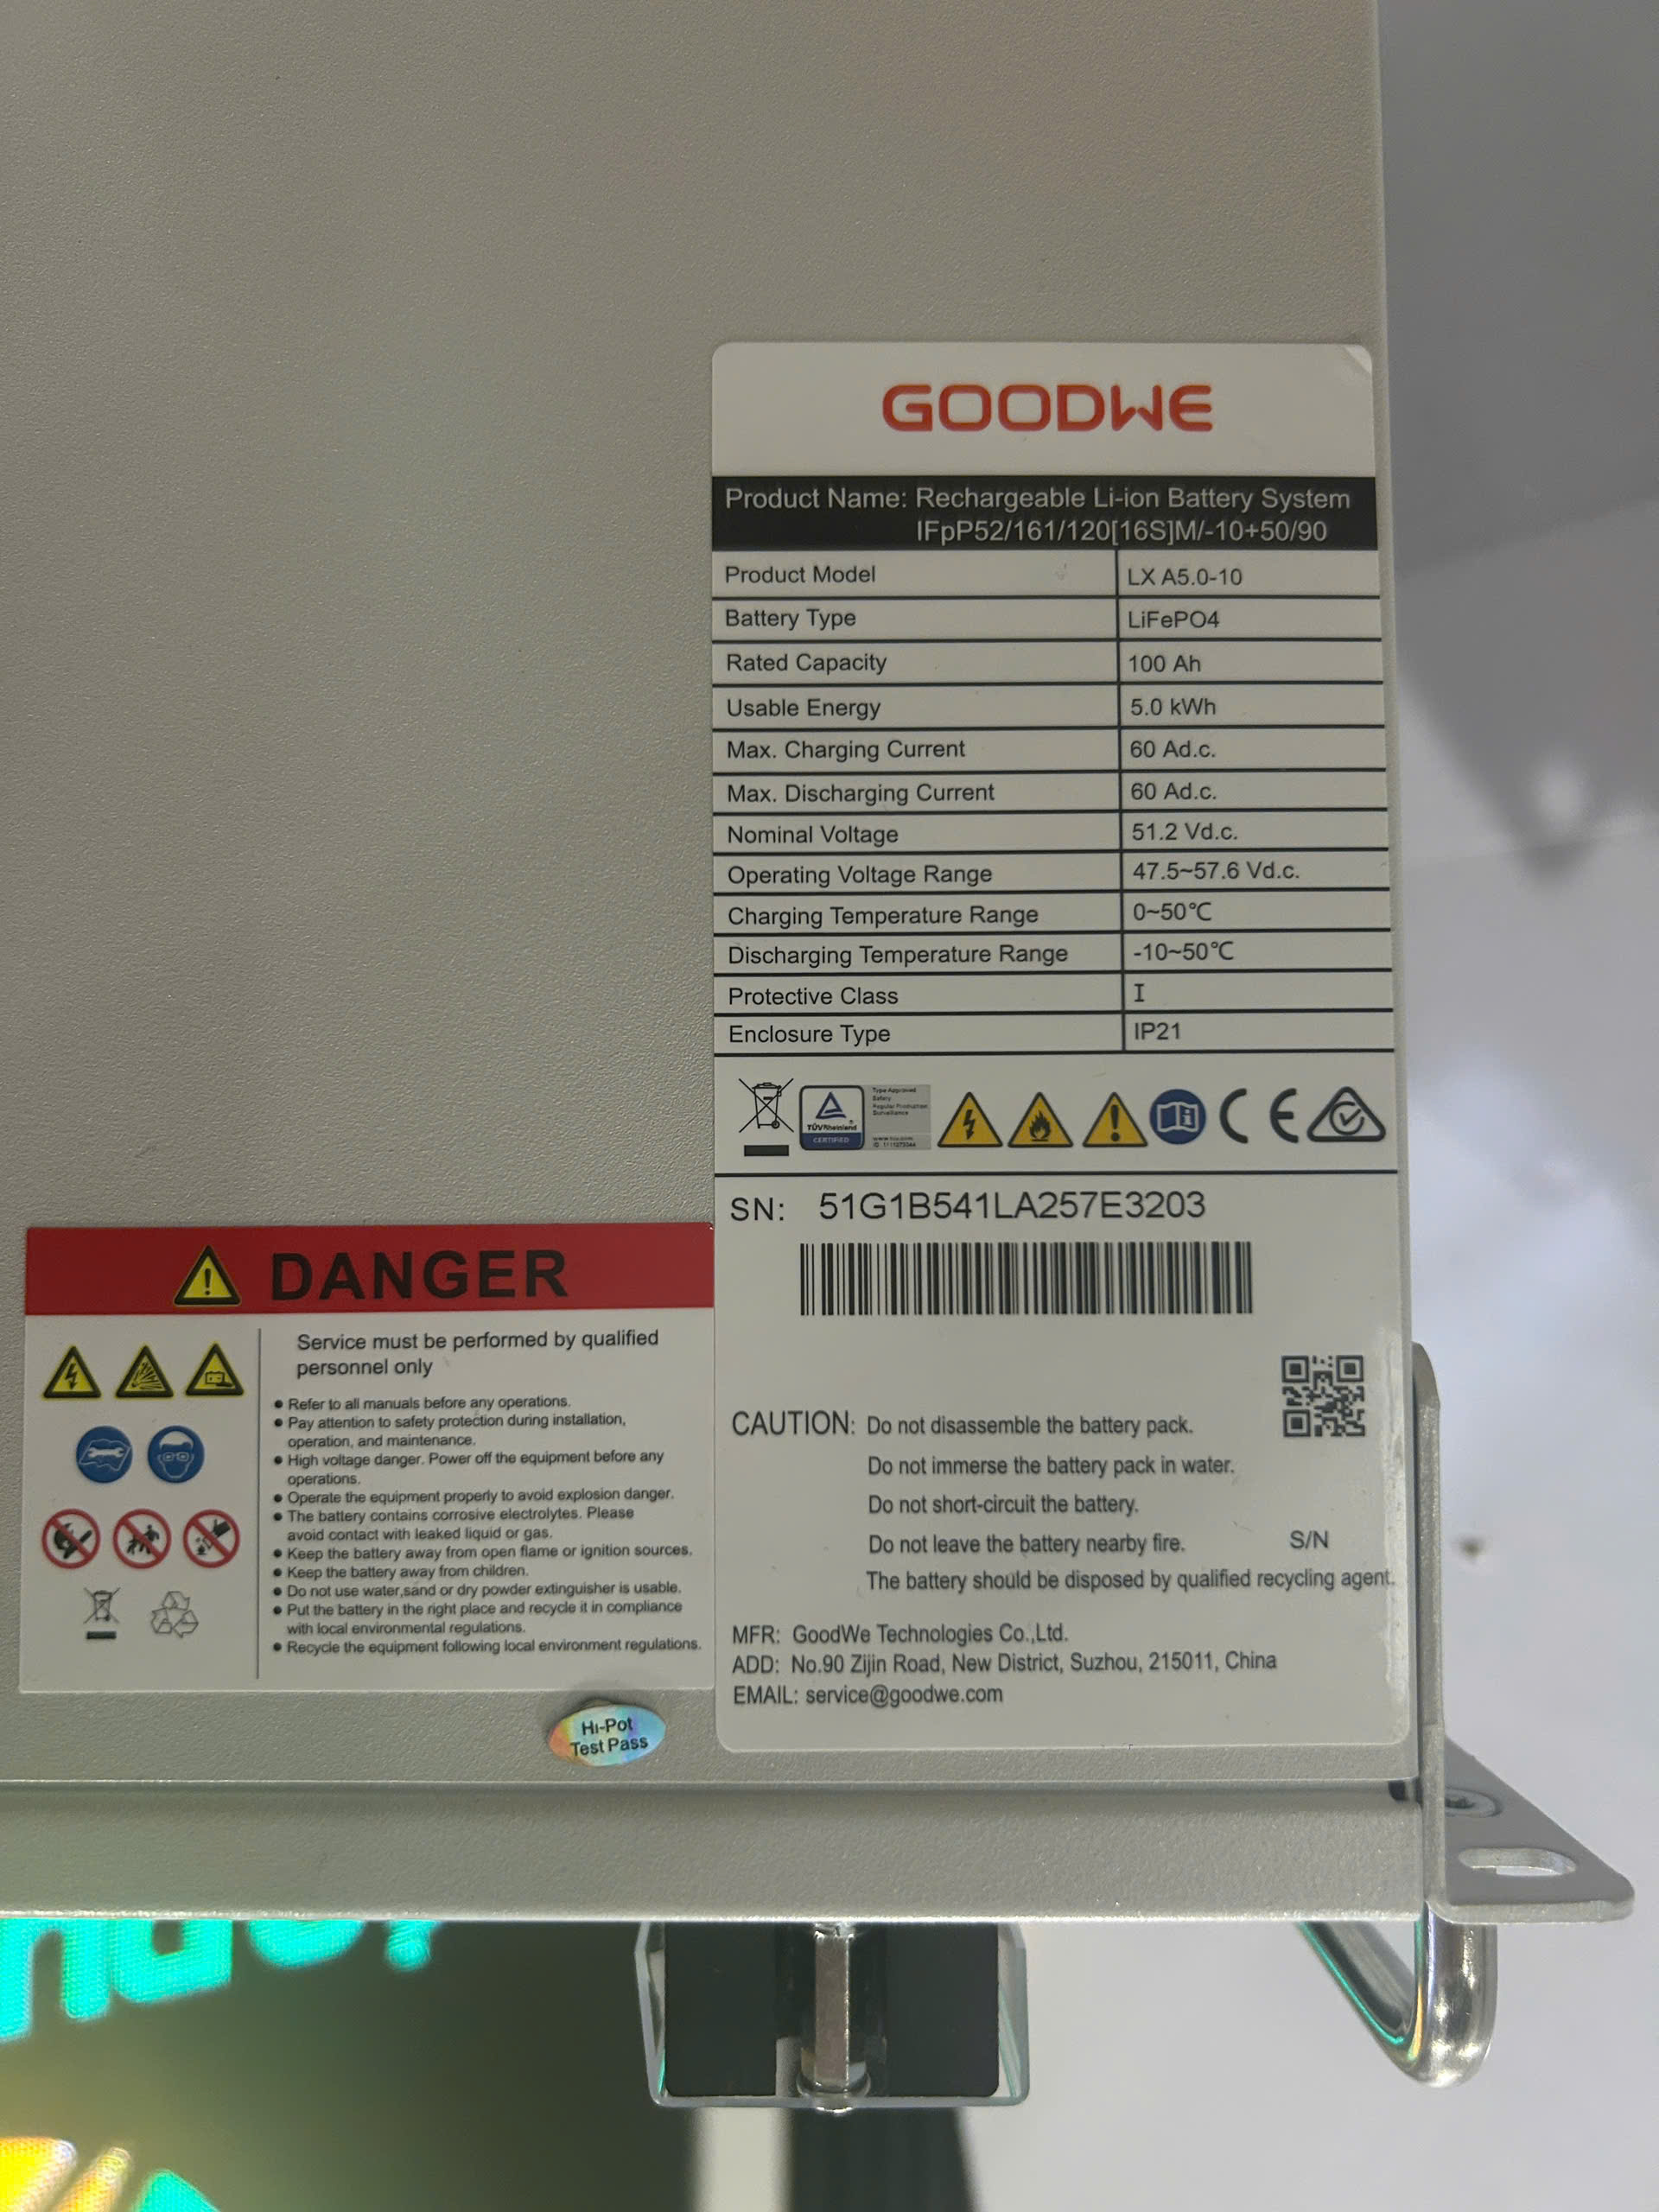 GOODWE
Product Name: Rechargeable Li-ion Battery System
IFpP52/161/120[16S]M/-10+50/90
Product Model LX A5.0-10
Battery Type LiFePO4
Rated Capacity 100 Ah
Usable Energy 5.0 kWh
Max. Charging Current 60 Ad.c.
Max. Discharging Current 60 Ad.c.
Nominal Voltage 51.2 Vd.c.
Operating Voltage Range 47.5~57.6 Vd.c.
Charging Temperature Range 0~50℃
Discharging Temperature Range -10~50℃
Protective Class I
Enclosure Type IP21
TÜVRheinland
CERTIFIED
Type Approved
Safety
Regular Production
Surveillance
www.tuv.com
CE
SN: 51G1B541LA257E3203
CAUTION: Do not disassemble the battery pack.
Do not immerse the battery pack in water.
Do not short-circuit the battery.
Do not leave the battery nearby fire.
S/N
The battery should be disposed by qualified recycling agent.
MFR: GoodWe Technologies Co.,Ltd.
ADD: No.90 Zijin Road, New District, Suzhou, 215011, China
EMAIL: service@goodwe.com
DANGER
Service must be performed by qualified
personnel only
• Refer to all manuals before any operations.
• Pay attention to safety protection during installation,
operation, and maintenance.
• High voltage danger. Power off the equipment before any
operations.
• Operate the equipment properly to avoid explosion danger.
• The battery contains corrosive electrolytes. Please
avoid contact with leaked liquid or gas.
• Keep the battery away from open flame or ignition sources.
• Keep the battery away from children.
• Do not use water,sand or dry powder extinguisher is usable.
• Put the battery in the right place and recycle it in compliance
with local environmental regulations.
• Recycle the equipment following local environment regulations.
Hi-Pot
Test Pass